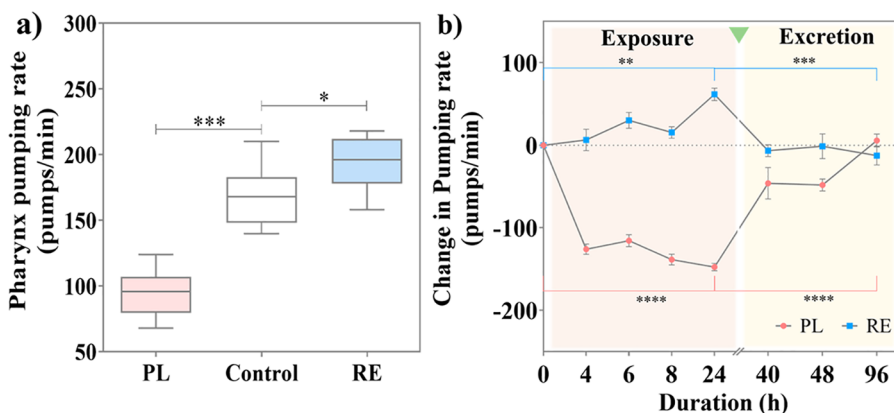 a)
Pharynx pumping rate
(pumps/min)
300
250
200
150
100
50
***
*
PL Control RE
b)
Change in Pumping rate
(pumps/min)
100
0
-100
-200
Exposure Excretion
** ***
**** ****
PL RE
0 4 6 8 24 40 48 96
Duration (h)